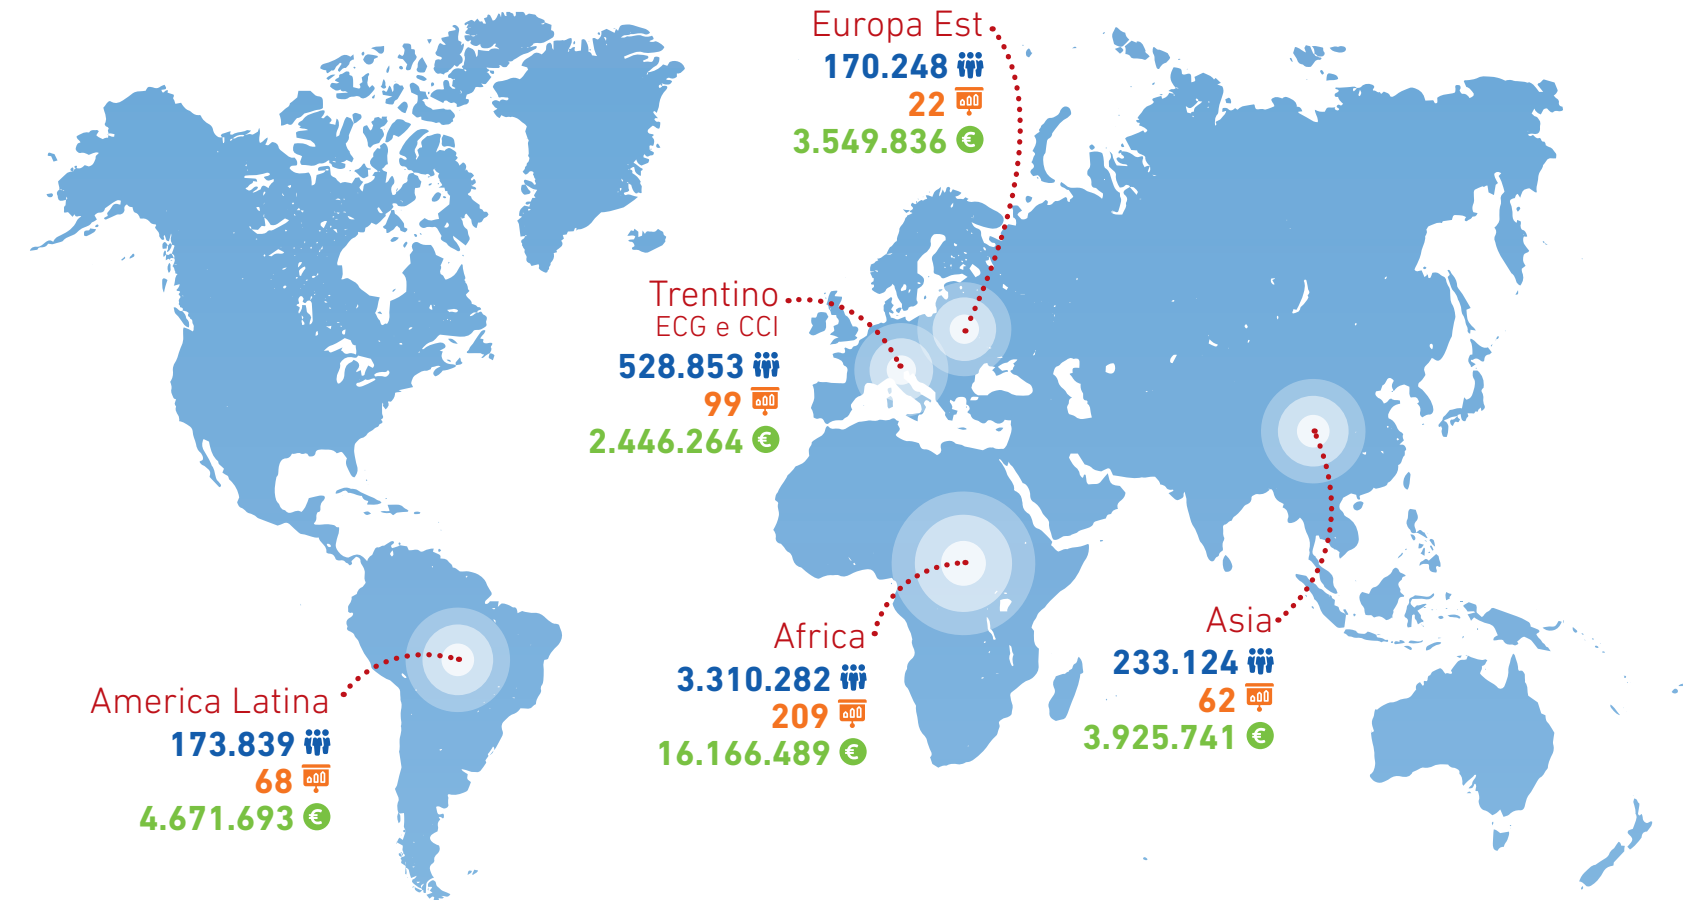 Europa Est
170.248
22
3.549.836 €
Trentino
ECG e CCI
528.853
99
2.446.264 €
Africa
3.310.282
209
16.166.489 €
Asia
233.124
62
3.925.741 €
America Latina
173.839
68
4.671.693 €